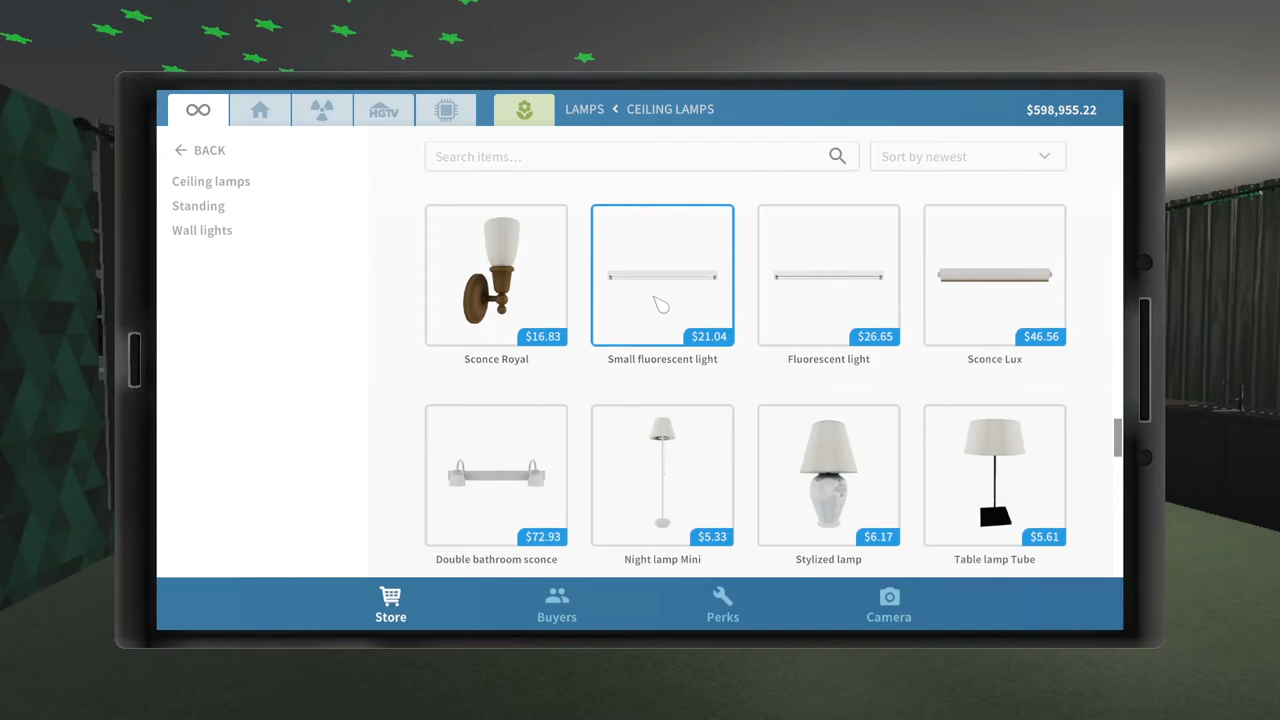 HGTV
LAMPS < CEILING LAMPS
$598,955.22
BACK
Ceiling lamps
Standing
Wall lights
Search items...
Sort by newest
$16.83
$21.04
$26.65
$46.56
Sconce Royal
Small fluorescent light
Fluorescent light
Sconce Lux
$72.93
$5.33
$6.17
$5.61
Double bathroom sconce
Night lamp Mini
Stylized lamp
Table lamp Tube
Store
Buyers
Perks
Camera